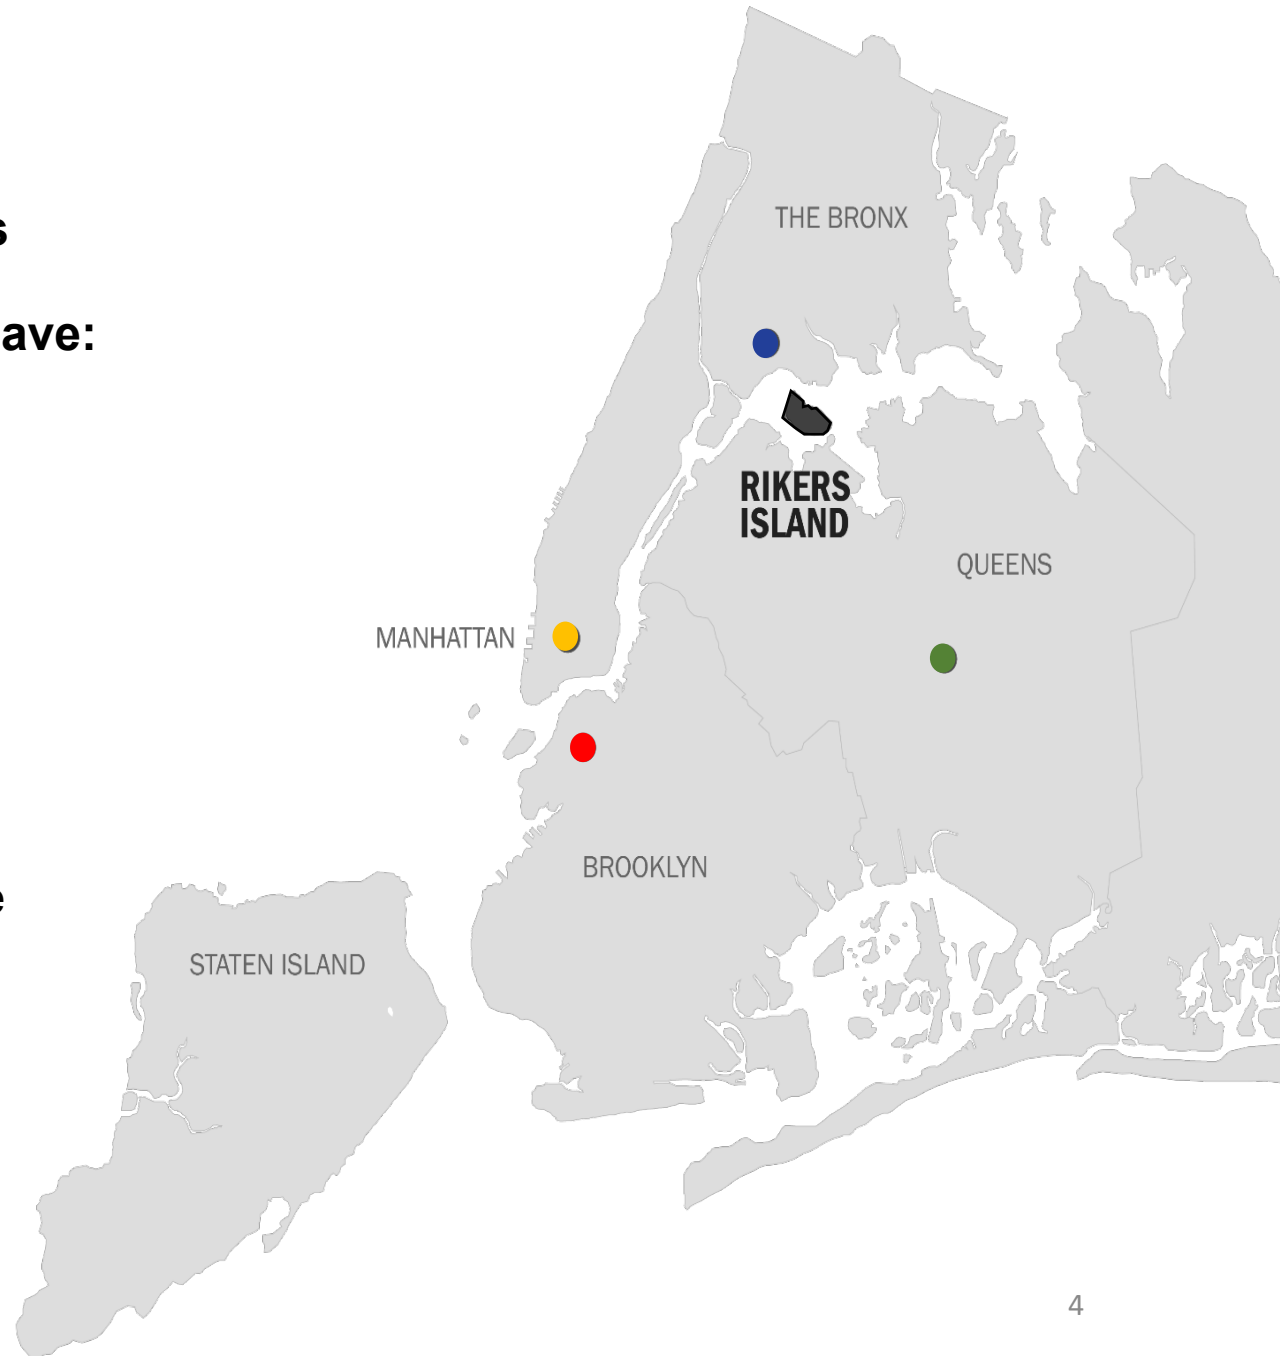 s
ave:
e
THE BRONX
RIKERS
ISLAND
QUEENS
MANHATTAN
BROOKLYN
STATEN ISLAND
4